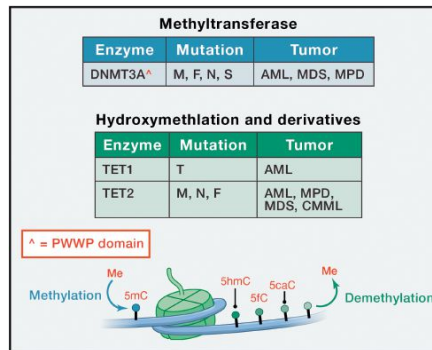 Methyltransferase
Enzyme Mutation Tumor
DNMT3A^ M, F, N, S AML, MDS, MPD
Hydroxymethlation and derivatives
Enzyme Mutation Tumor
TET1 T AML
TET2 M, N, F AML, MPD,
MDS, CMML
^ = PWWP domain
Me 5hmC 5caC Me
Methylation 5mC 5fC Demethylation